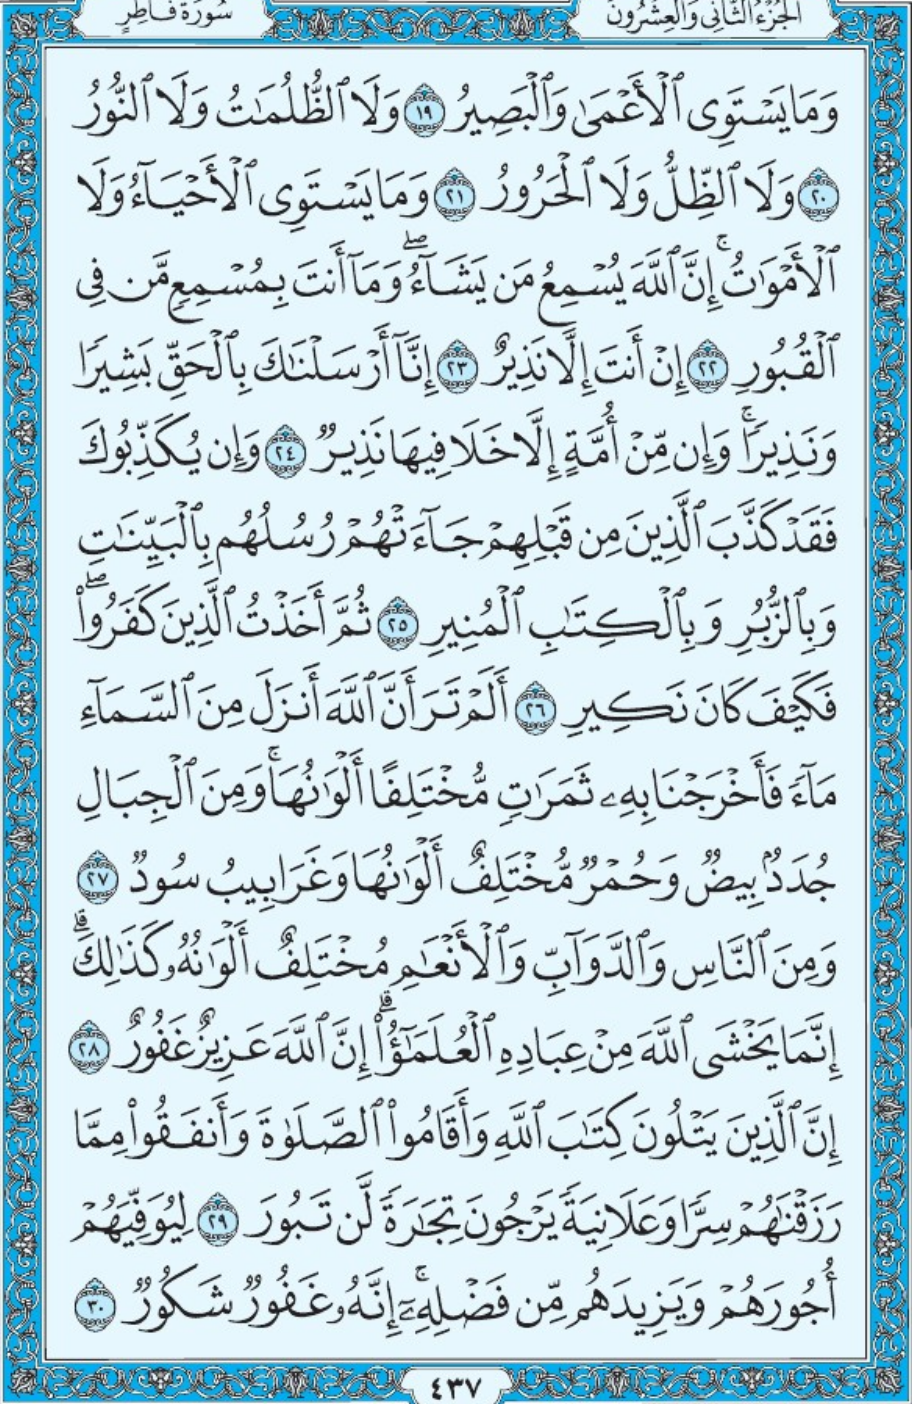 الجُزْءُ الثَّانِي وَالعِشْرُونَ
سُورَةُ فَاطِرٍ
وَمَا يَسْتَوِى ٱلْأَعْمَىٰ وَٱلْبَصِيرُ ١٩ وَلَا ٱلظُّلُمَٰتُ وَلَا ٱلنُّورُ
٢٠ وَلَا ٱلظِّلُّ وَلَا ٱلْحَرُورُ ٢١ وَمَا يَسْتَوِى ٱلْأَحْيَآءُ وَلَا
ٱلْأَمْوَٰتُ ۚ إِنَّ ٱللَّهَ يُسْمِعُ مَن يَشَآءُ ۖ وَمَآ أَنتَ بِمُسْمِعٍ مَّن فِى
ٱلْقُبُورِ ٢٢ إِنْ أَنتَ إِلَّا نَذِيرٌ ٢٣ إِنَّآ أَرْسَلْنَٰكَ بِٱلْحَقِّ بَشِيرًا
وَنَذِيرًا ۚ وَإِن مِّنْ أُمَّةٍ إِلَّا خَلَا فِيهَا نَذِيرٌ ٢٤ وَإِن يُكَذِّبُوكَ
فَقَدْ كَذَّبَ ٱلَّذِينَ مِن قَبْلِهِمْ جَآءَتْهُمْ رُسُلُهُم بِٱلْبَيِّنَٰتِ
وَبِٱلزُّبُرِ وَبِٱلْكِتَٰبِ ٱلْمُنِيرِ ٢٥ ثُمَّ أَخَذْتُ ٱلَّذِينَ كَفَرُوا۟ ۖ
فَكَيْفَ كَانَ نَكِيرِ ٢٦ أَلَمْ تَرَ أَنَّ ٱللَّهَ أَنزَلَ مِنَ ٱلسَّمَآءِ
مَآءً فَأَخْرَجْنَا بِهِۦ ثَمَرَٰتٍ مُّخْتَلِفًا أَلْوَٰنُهَا ۚ وَمِنَ ٱلْجِبَالِ
جُدَدٌۢ بِيضٌ وَحُمْرٌ مُّخْتَلِفٌ أَلْوَٰنُهَا وَغَرَابِيبُ سُودٌ ٢٧
وَمِنَ ٱلنَّاسِ وَٱلدَّوَآبِّ وَٱلْأَنْعَٰمِ مُخْتَلِفٌ أَلْوَٰنُهُۥ كَذَٰلِكَ ۗ
إِنَّمَا يَخْشَى ٱللَّهَ مِنْ عِبَادِهِ ٱلْعُلَمَٰٓؤُا۟ ۗ إِنَّ ٱللَّهَ عَزِيزٌ غَفُورٌ ٢٨
إِنَّ ٱلَّذِينَ يَتْلُونَ كِتَٰبَ ٱللَّهِ وَأَقَامُوا۟ ٱلصَّلَوٰةَ وَأَنفَقُوا۟ مِمَّا
رَزَقْنَٰهُمْ سِرًّا وَعَلَانِيَةً يَرْجُونَ تِجَٰرَةً لَّن تَبُورَ ٢٩ لِيُوَفِّيَهُمْ
أُجُورَهُمْ وَيَزِيدَهُم مِّن فَضْلِهِۦٓ ۚ إِنَّهُۥ غَفُورٌ شَكُورٌ ٣٠
٤٣٧